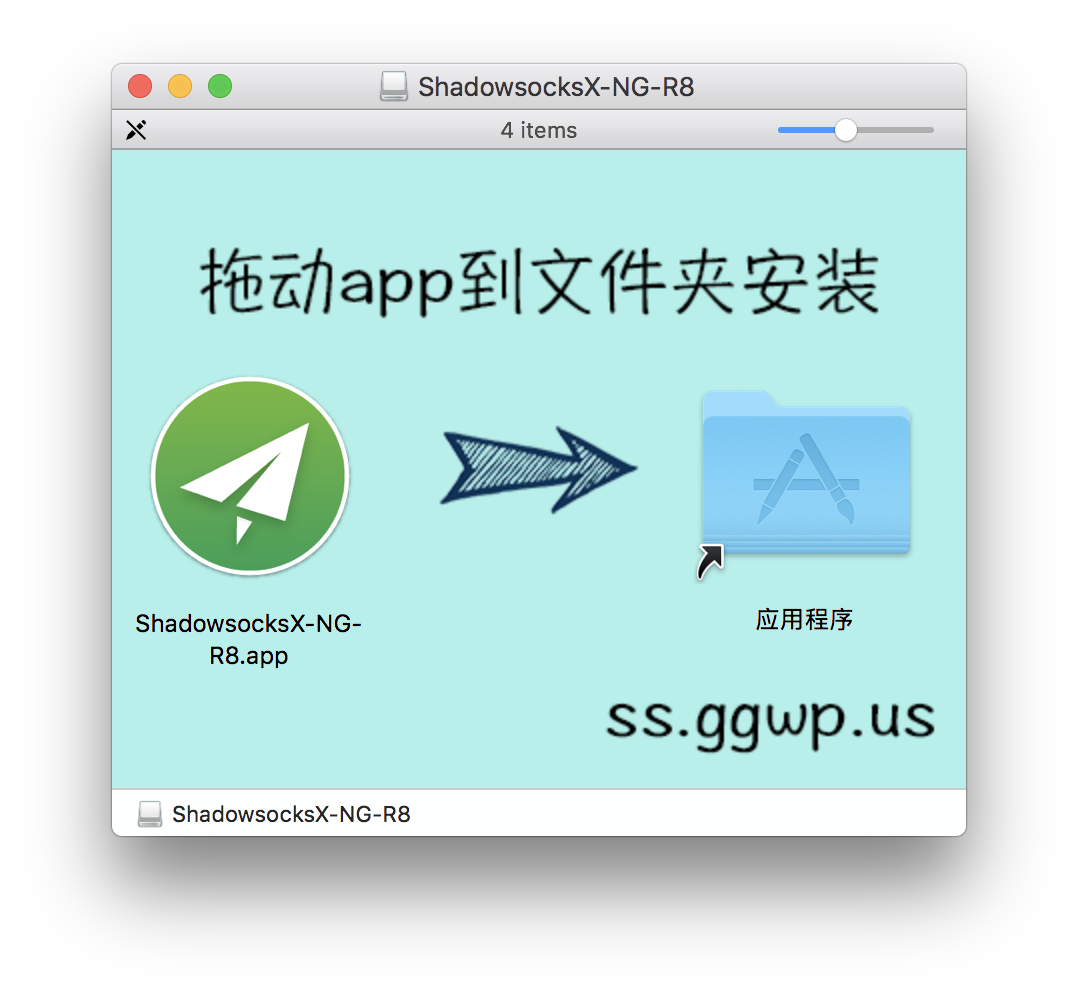 ShadowsocksX-NG-R8
4 items
拖动app到文件夹安装
ShadowsocksX-NG-
R8.app
应用程序
ss.ggwp.us
ShadowsocksX-NG-R8